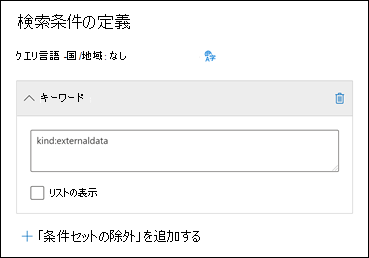 検索条件の定義
クエリ言語 -国 /地域: なし
キーワード
kind:externaldata
リストの表示
「条件セットの除外」を追加する